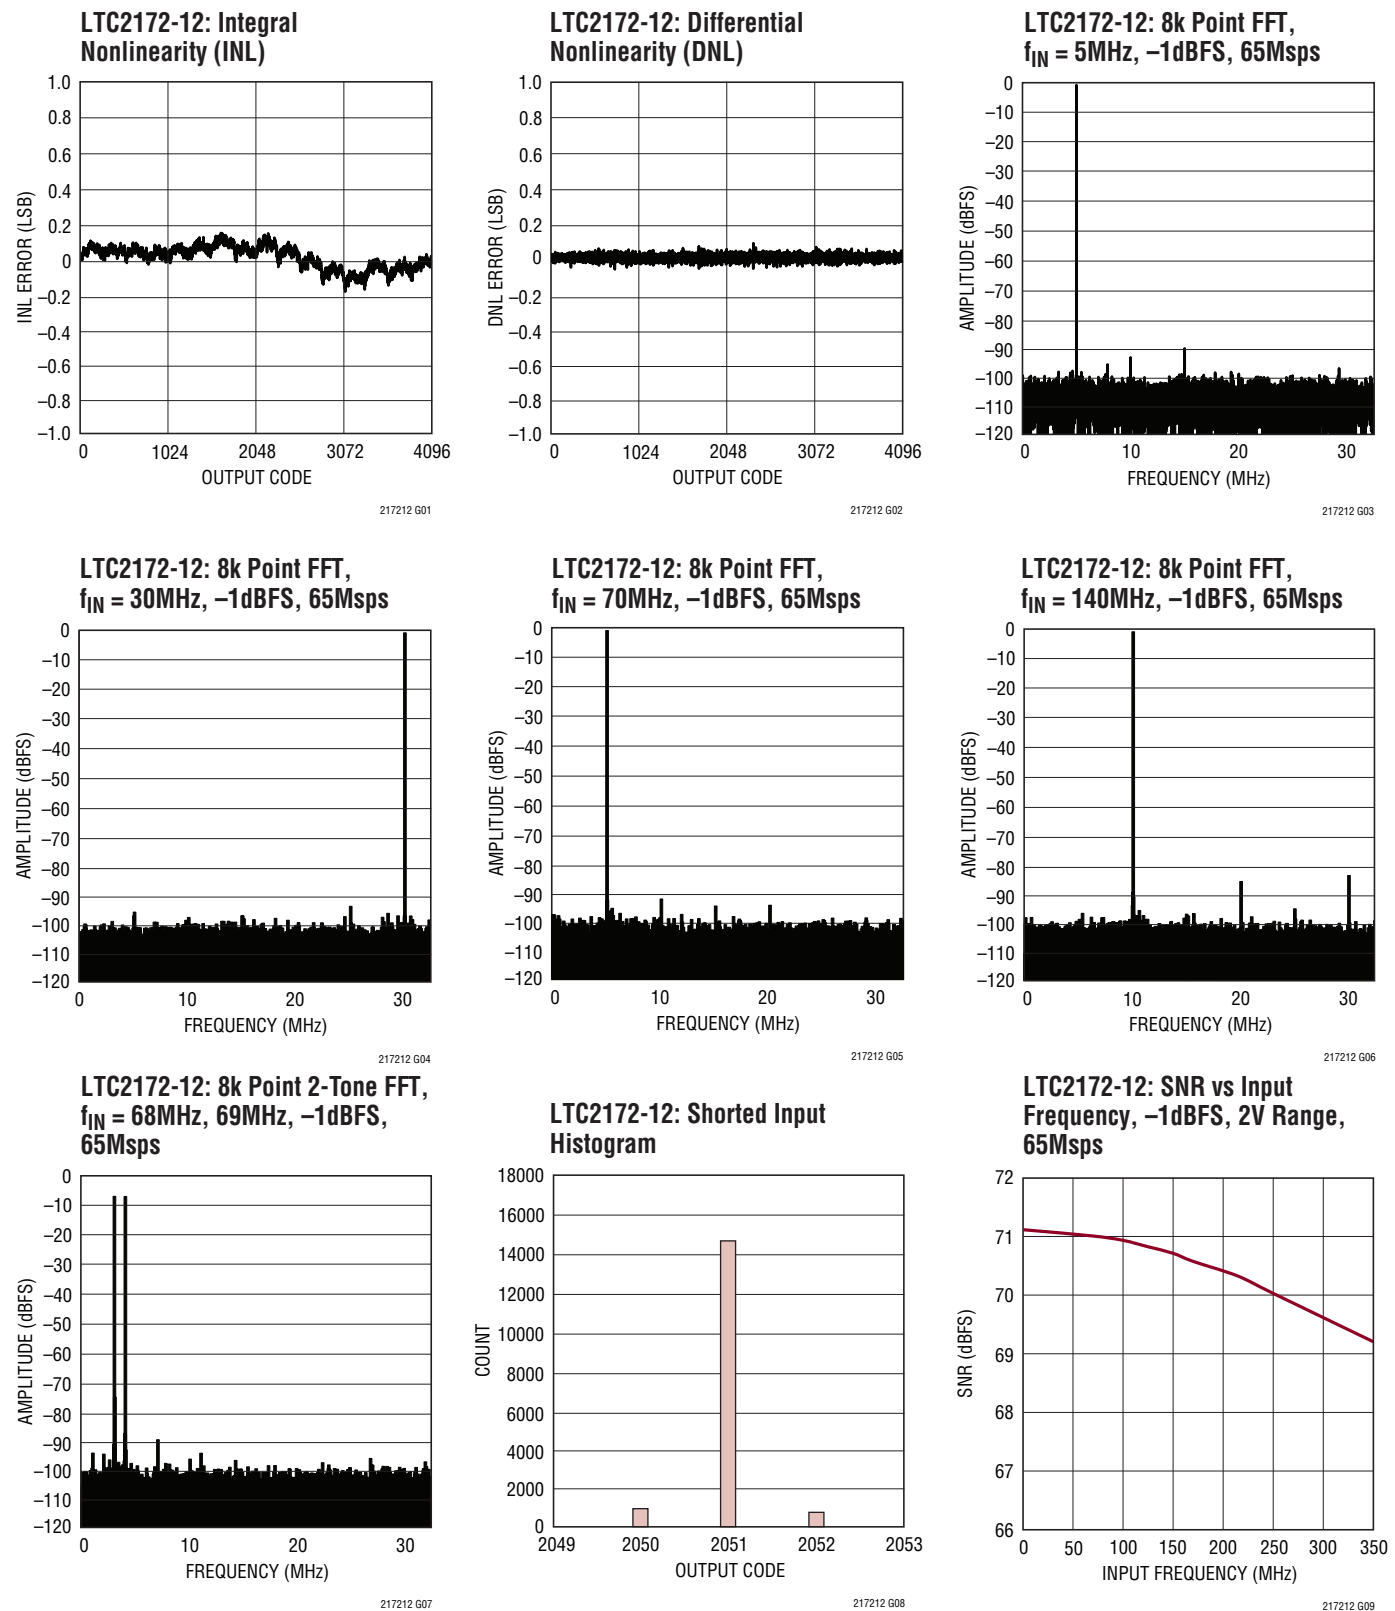 LTC2172-12: Integral
Nonlinearity (INL)
1.0
0.8
0.6
0.4
0.2
0
–0.2
–0.4
–0.6
–0.8
–1.0
INL ERROR (LSB)
0 1024 2048 3072 4096
OUTPUT CODE
217212 G01
LTC2172-12: Differential
Nonlinearity (DNL)
1.0
0.8
0.6
0.4
0.2
0
–0.2
–0.4
–0.6
–0.8
–1.0
DNL ERROR (LSB)
0 1024 2048 3072 4096
OUTPUT CODE
217212 G02
LTC2172-12: 8k Point FFT,
fIN = 5MHz, –1dBFS, 65Msps
0
–10
–20
–30
–40
–50
–60
–70
–80
–90
–100
–110
–120
AMPLITUDE (dBFS)
0 10 20 30
FREQUENCY (MHz)
217212 G03
LTC2172-12: 8k Point FFT,
fIN = 30MHz, –1dBFS, 65Msps
0
–10
–20
–30
–40
–50
–60
–70
–80
–90
–100
–110
–120
AMPLITUDE (dBFS)
0 10 20 30
FREQUENCY (MHz)
217212 G04
LTC2172-12: 8k Point FFT,
fIN = 70MHz, –1dBFS, 65Msps
0
–10
–20
–30
–40
–50
–60
–70
–80
–90
–100
–110
–120
AMPLITUDE (dBFS)
0 10 20 30
FREQUENCY (MHz)
217212 G05
LTC2172-12: 8k Point FFT,
fIN = 140MHz, –1dBFS, 65Msps
0
–10
–20
–30
–40
–50
–60
–70
–80
–90
–100
–110
–120
AMPLITUDE (dBFS)
0 10 20 30
FREQUENCY (MHz)
217212 G06
LTC2172-12: 8k Point 2-Tone FFT,
fIN = 68MHz, 69MHz, –1dBFS,
65Msps
0
–10
–20
–30
–40
–50
–60
–70
–80
–90
–100
–110
–120
AMPLITUDE (dBFS)
0 10 20 30
FREQUENCY (MHz)
217212 G07
LTC2172-12: Shorted Input
Histogram
18000
16000
14000
12000
10000
8000
6000
4000
2000
0
COUNT
2049 2050 2051 2052 2053
OUTPUT CODE
217212 G08
LTC2172-12: SNR vs Input
Frequency, –1dBFS, 2V Range,
65Msps
72
71
70
69
68
67
66
SNR (dBFS)
0 50 100 150 200 250 300 350
INPUT FREQUENCY (MHz)
217212 G09